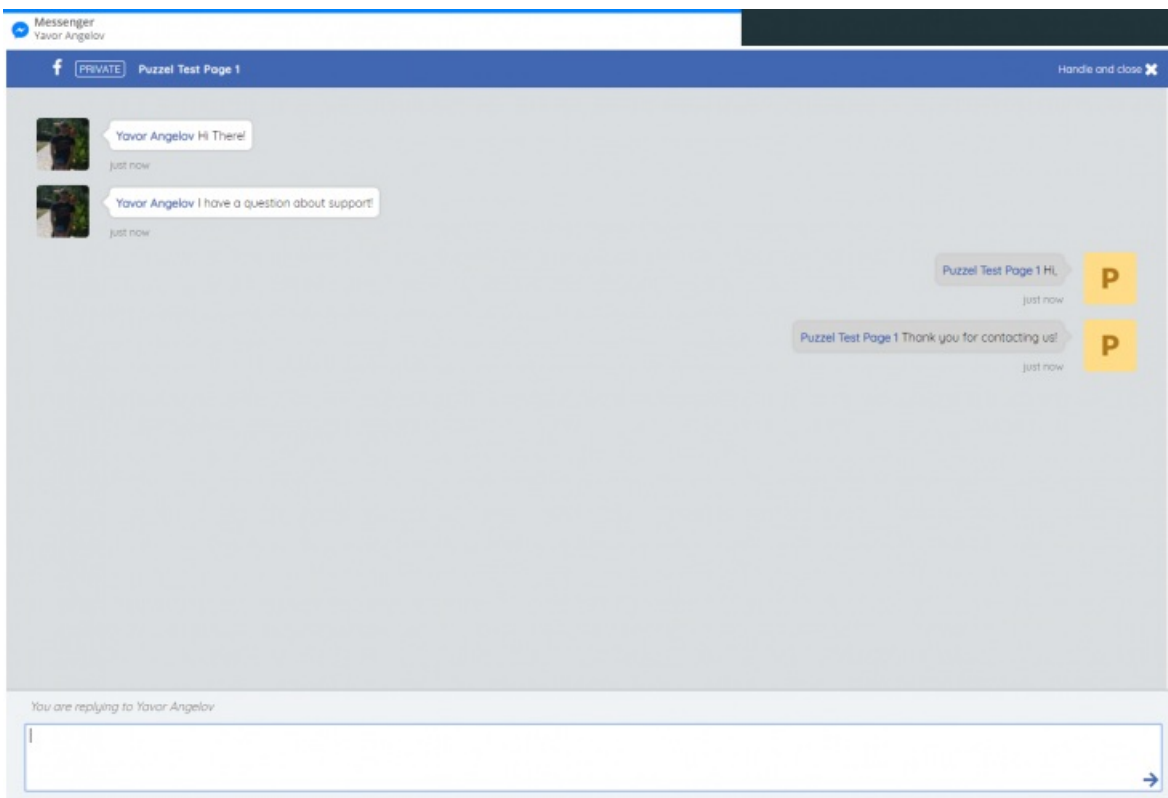 Messenger
Yavor Angelov
f PRIVATE Puzzel Test Page 1 Handle and close
Yavor Angelov Hi There!
just now
Yavor Angelov I have a question about support!
just now
Puzzel Test Page 1 Hi,
P
just now
Puzzel Test Page 1 Thank you for contacting us!
P
just now
You are replying to Yavor Angelov